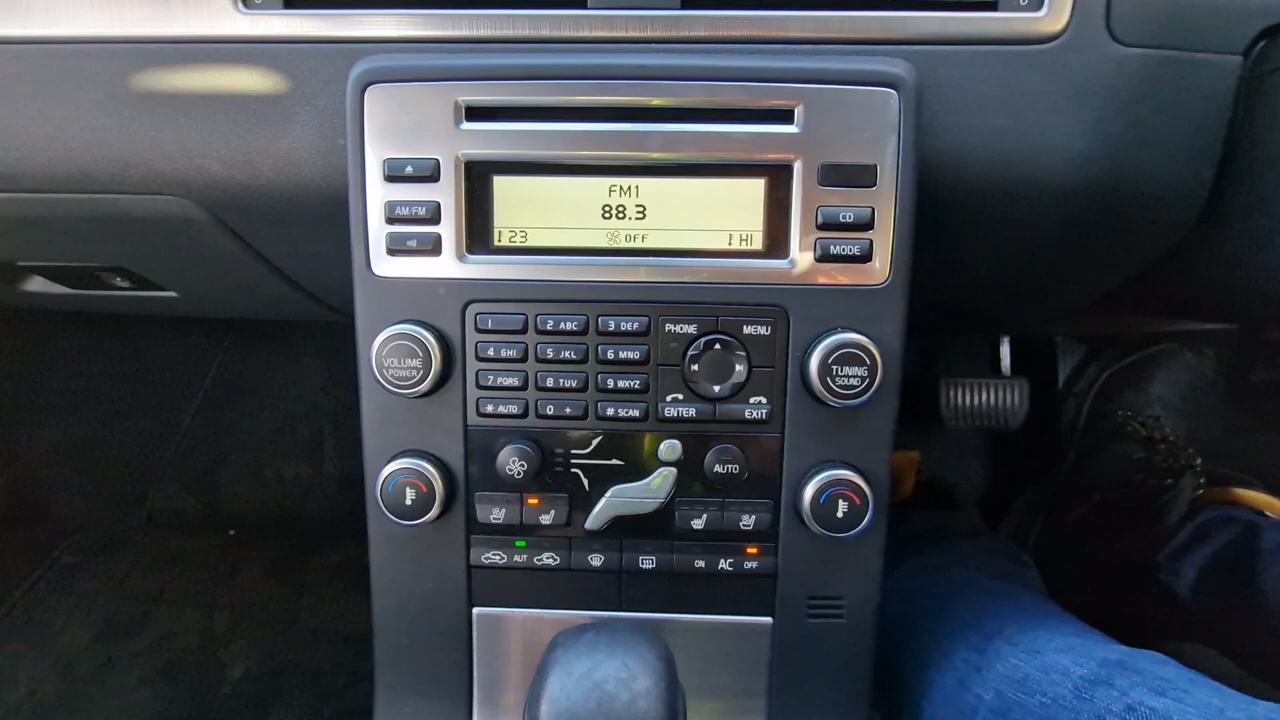 FM1
88.3
23 OFF HI
AM/FM
CD
MODE
VOLUME
POWER
1 2 ABC 3 DEF
4 GHI 5 JKL 6 MNO
7 PQRS 8 TUV 9 WXYZ
* AUTO 0 + # SCAN
PHONE MENU
ENTER EXIT
TUNING
SOUND
AUTO
AUT
ON AC OFF